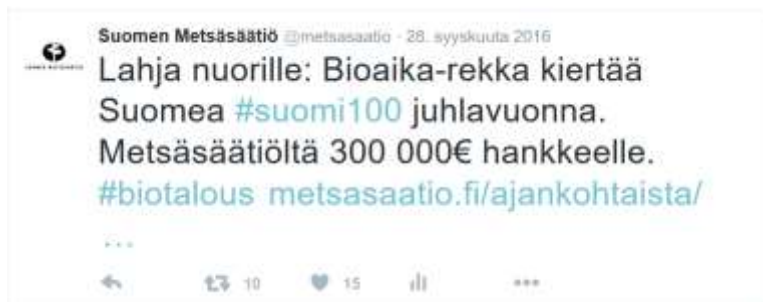 Suomen Metsäsäätiö @metsasaatio · 28. syyskuuta 2016
Lahja nuorille: Bioaika-rekka kiertää
Suomea #suomi100 juhlavuonna.
Metsäsäätiöltä 300 000€ hankkeelle.
#biotalous metsasaatio.fi/ajankohtaista/
...
10 15